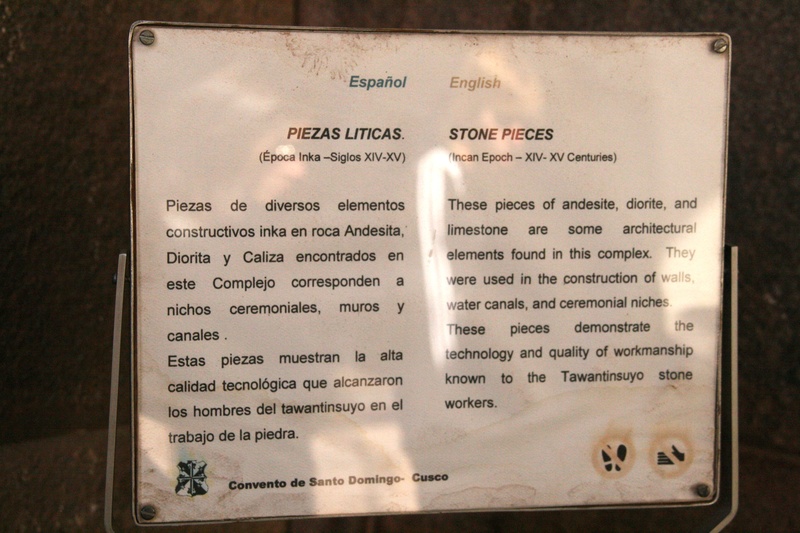 Español
PIEZAS LITICAS.
(Época Inka –Siglos XIV-XV)
Piezas de diversos elementos
constructivos inka en roca Andesita,
Diorita y Caliza encontrados en
este Complejo corresponden a
nichos ceremoniales, muros y
canales .
Estas piezas muestran la alta
calidad tecnológica que alcanzaron
los hombres del tawantinsuyo en el
trabajo de la piedra.
English
STONE PIECES
(Incan Epoch – XIV- XV Centuries)
These pieces of andesite, diorite, and
limestone are some architectural
elements found in this complex. They
were used in the construction of walls,
water canals, and ceremonial niches.
These pieces demonstrate the
technology and quality of workmanship
known to the Tawantinsuyo stone
workers.
Convento de Santo Domingo- Cusco